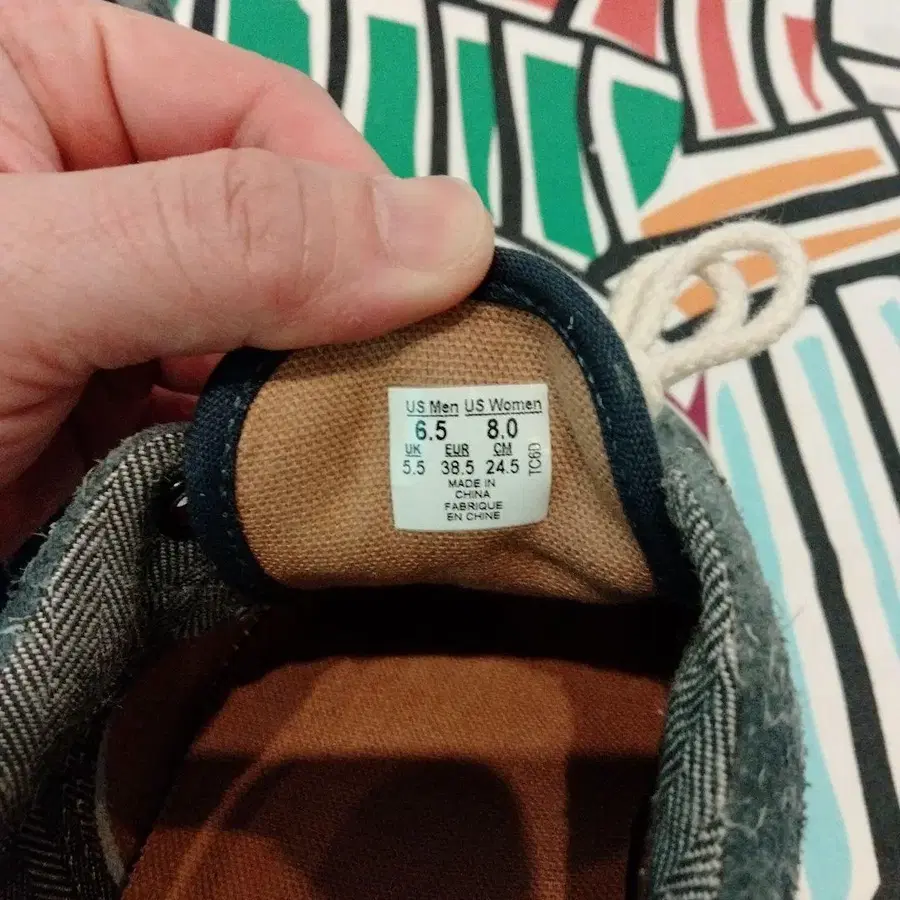 US Men US Women
6.5 8.0
UK EUR CM
5.5 38.5 24.5
MADE IN
CHINA
FABRIQUE
EN CHINE
TC6D